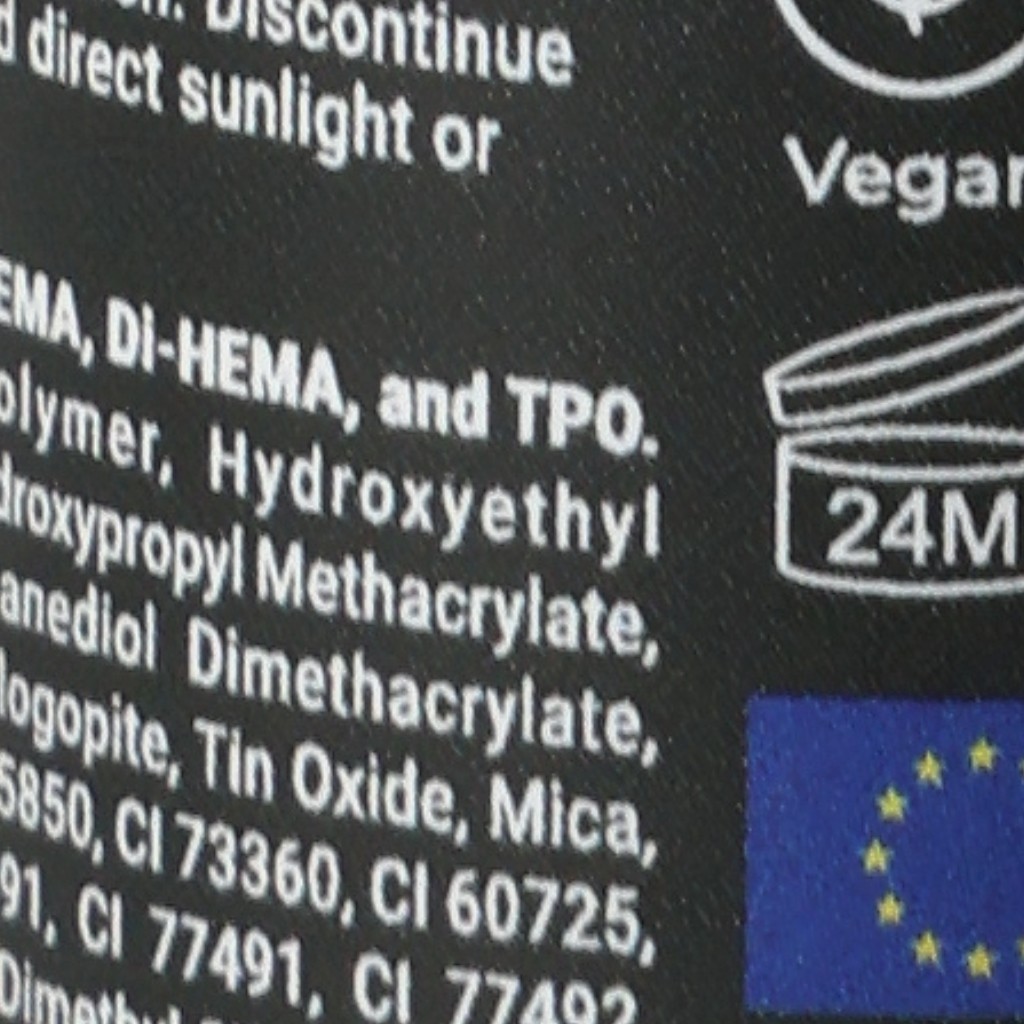 Discontinue
direct sunlight or
Vegan
EMA, Di-HEMA, and TPO.
olymer, Hydroxyethyl
droxypropyl Methacrylate,
anediol Dimethacrylate,
logopite, Tin Oxide, Mica,
5850, CI 73360, CI 60725,
91, CI 77491, CI 77492
24M